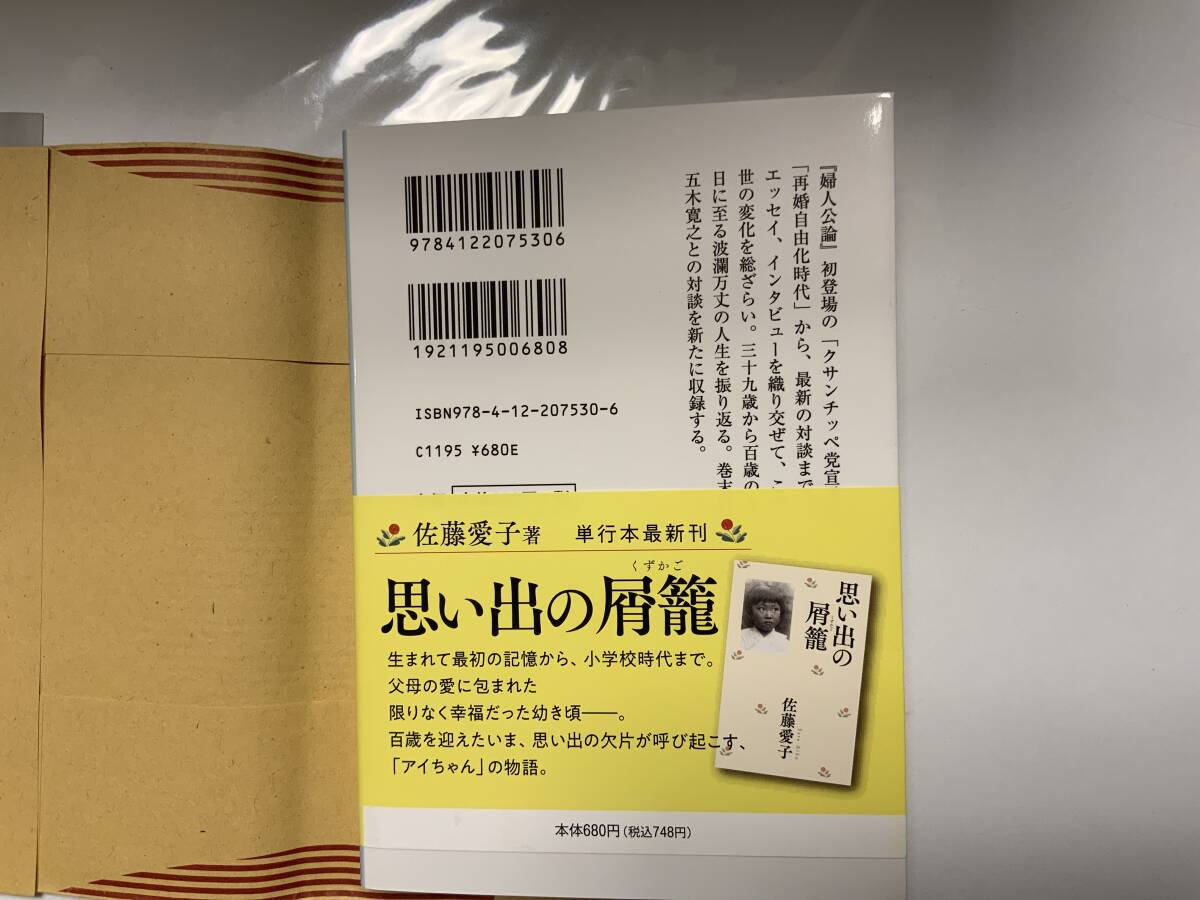 『婦人公論』初登場の「クサンチッペ党宣
「再婚自由化時代」から、最新の対談まで
エッセイ、インタビューを織り交ぜて、こ
世の変化を総ざらい。三十九歳から百歳の
日に至る波瀾万丈の人生を振り返る。巻末
五木寛之との対談を新たに収録する。
9784122075306
1921195006808
ISBN978-4-12-207530-6
C1195 ¥680E
佐藤愛子著 単行本最新刊
くずかご
思い出の屑籠
生まれて最初の記憶から、小学校時代まで。
父母の愛に包まれた
限りなく幸福だった幼き頃――。
百歳を迎えたいま、思い出の欠片が呼び起こす、
「アイちゃん」の物語。
思い出の
屑籠
佐藤愛子
本体680円(税込748円)